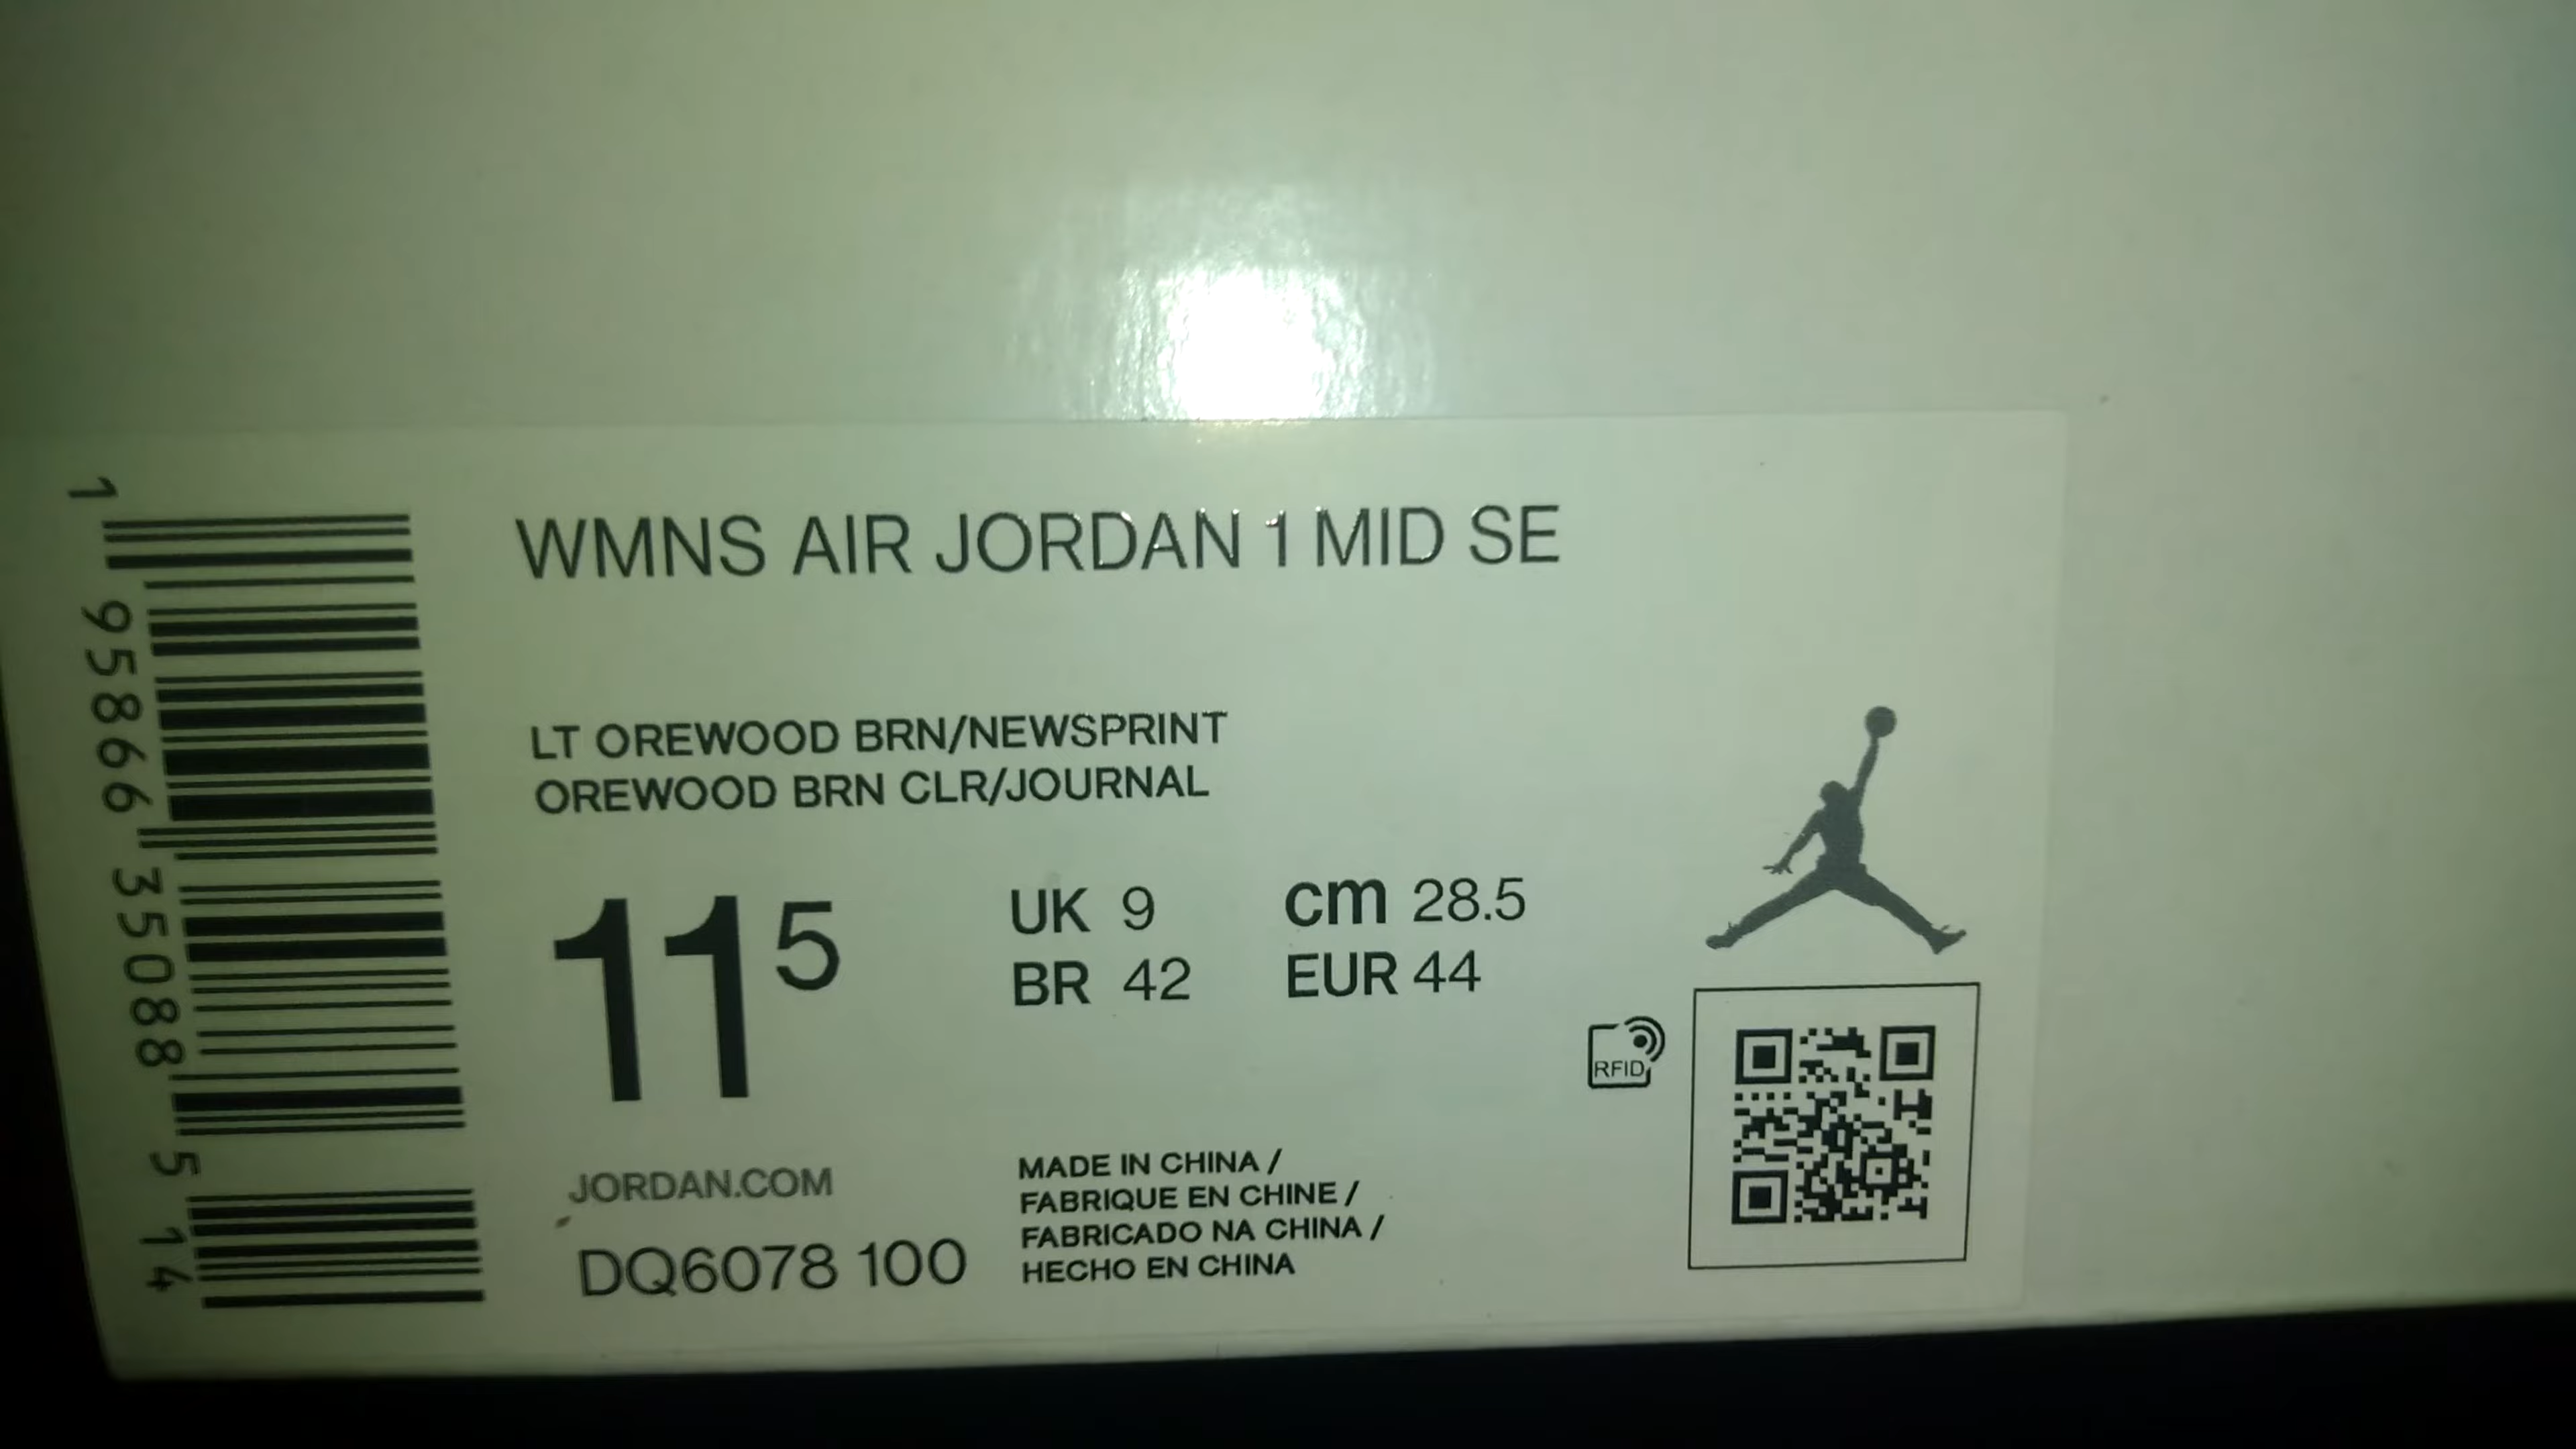 WMNS AIR JORDAN 1 MID SE
LT OREWOOD BRN/NEWSPRINT
OREWOOD BRN CLR/JOURNAL
11 5
UK 9 cm 28.5
BR 42 EUR 44
RFID
JORDAN.COM
DQ6078 100
MADE IN CHINA /
FABRIQUE EN CHINE /
FABRICADO NA CHINA /
HECHO EN CHINA
1 95866 35088 5 14